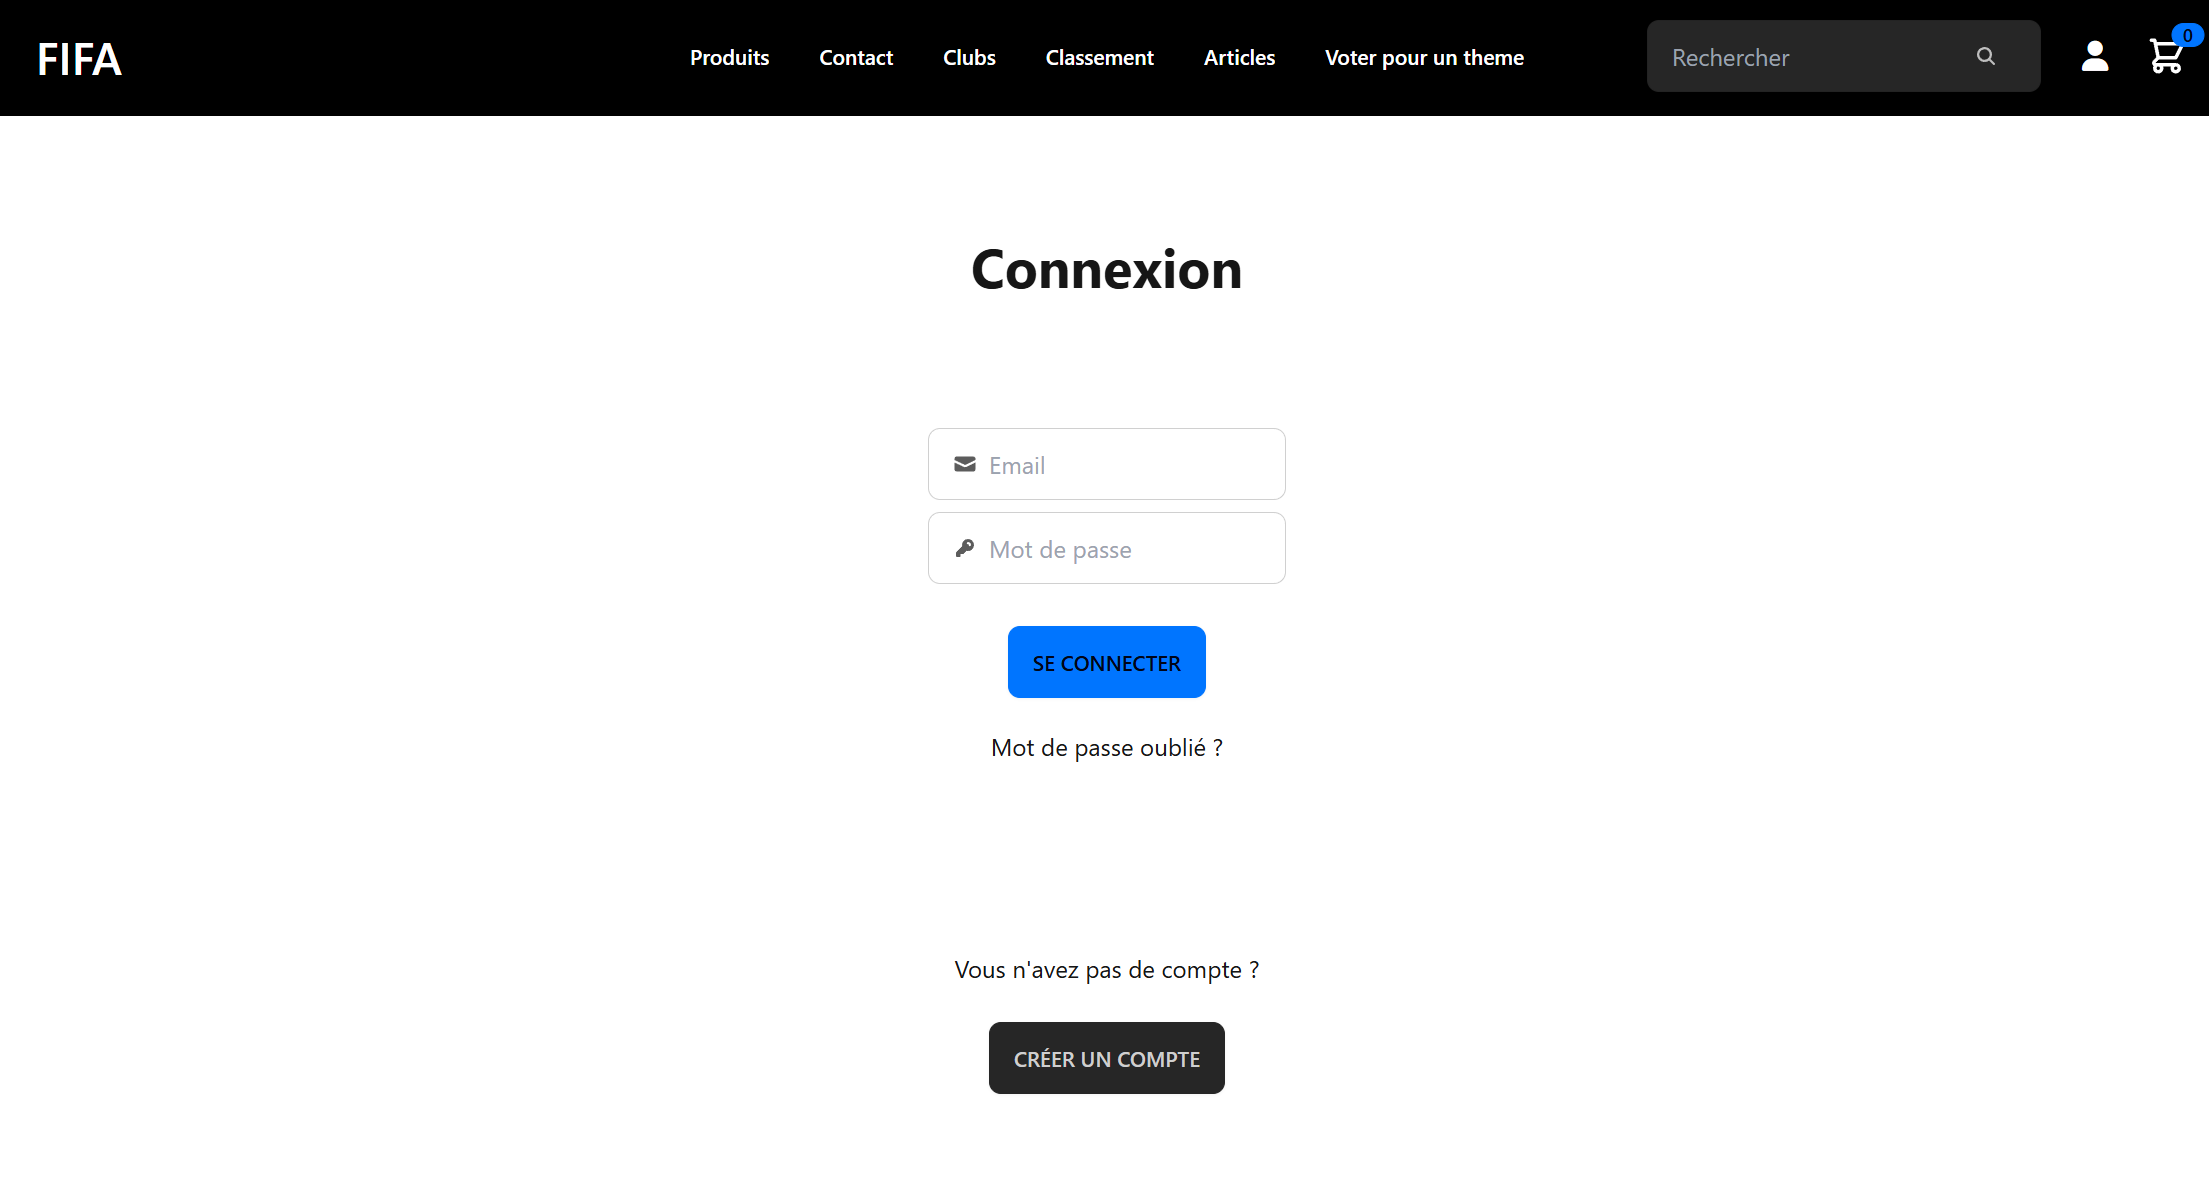 FIFA
Produits Contact Clubs Classement Articles Voter pour un theme
Rechercher
0
Connexion
Email
Mot de passe
SE CONNECTER
Mot de passe oublié ?
Vous n'avez pas de compte ?
CRÉER UN COMPTE